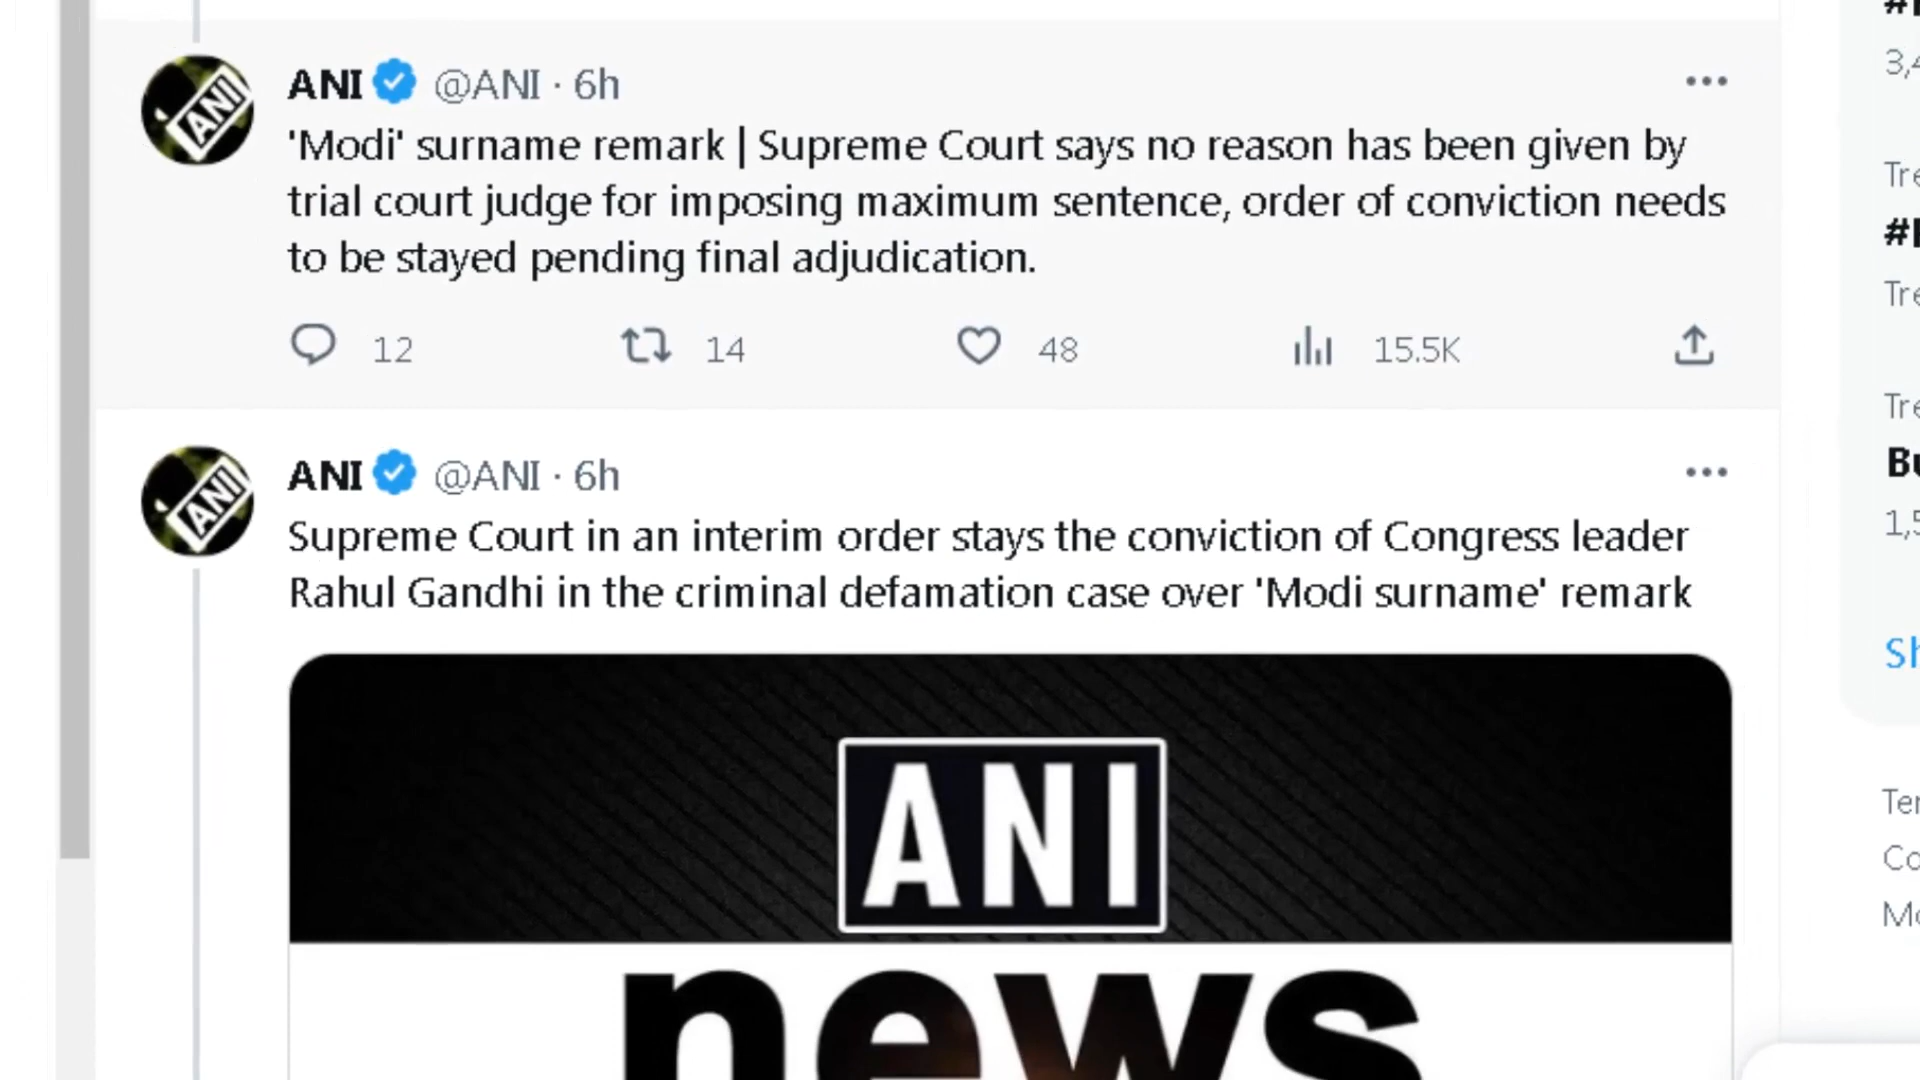 ANI @ANI · 6h
'Modi' surname remark | Supreme Court says no reason has been given by
trial court judge for imposing maximum sentence, order of conviction needs
to be stayed pending final adjudication.
12 14 48 15.5K
ANI @ANI · 6h
Supreme Court in an interim order stays the conviction of Congress leader
Rahul Gandhi in the criminal defamation case over 'Modi surname' remark
ANI
news